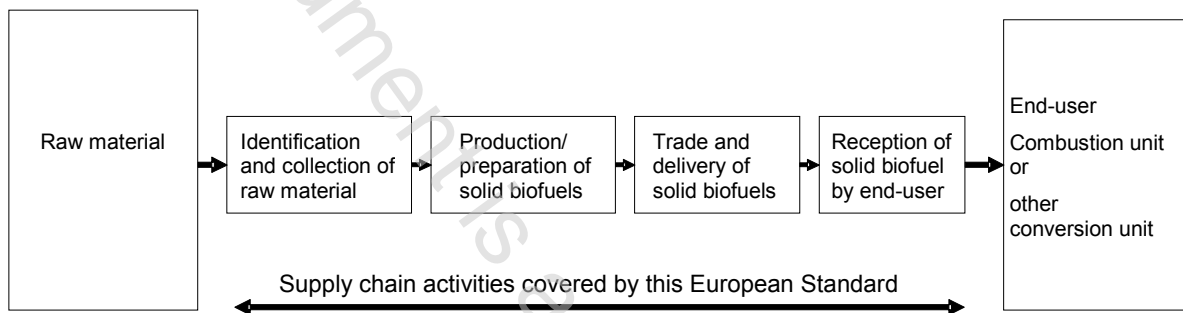 Raw material
Identification
and collection of
raw material
Production/
preparation of
solid biofuels
Trade and
delivery of
solid biofuels
Reception of
solid biofuel
by end-user
End-user
Combustion unit
or
other
conversion unit
Supply chain activities covered by this European Standard